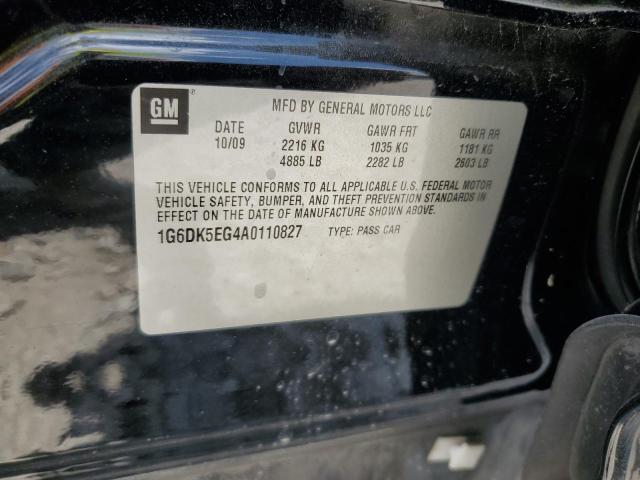 GM®
MFD BY GENERAL MOTORS LLC
DATE GVWR GAWR FRT GAWR RR
10/09 2216 KG 1035 KG 1181 KG
4885 LB 2282 LB 2603 LB
THIS VEHICLE CONFORMS TO ALL APPLICABLE U.S. FEDERAL MOTOR
VEHICLE SAFETY, BUMPER, AND THEFT PREVENTION STANDARDS IN
EFFECT ON THE DATE OF MANUFACTURE SHOWN ABOVE.
1G6DK5EG4A0110827 TYPE: PASS CAR